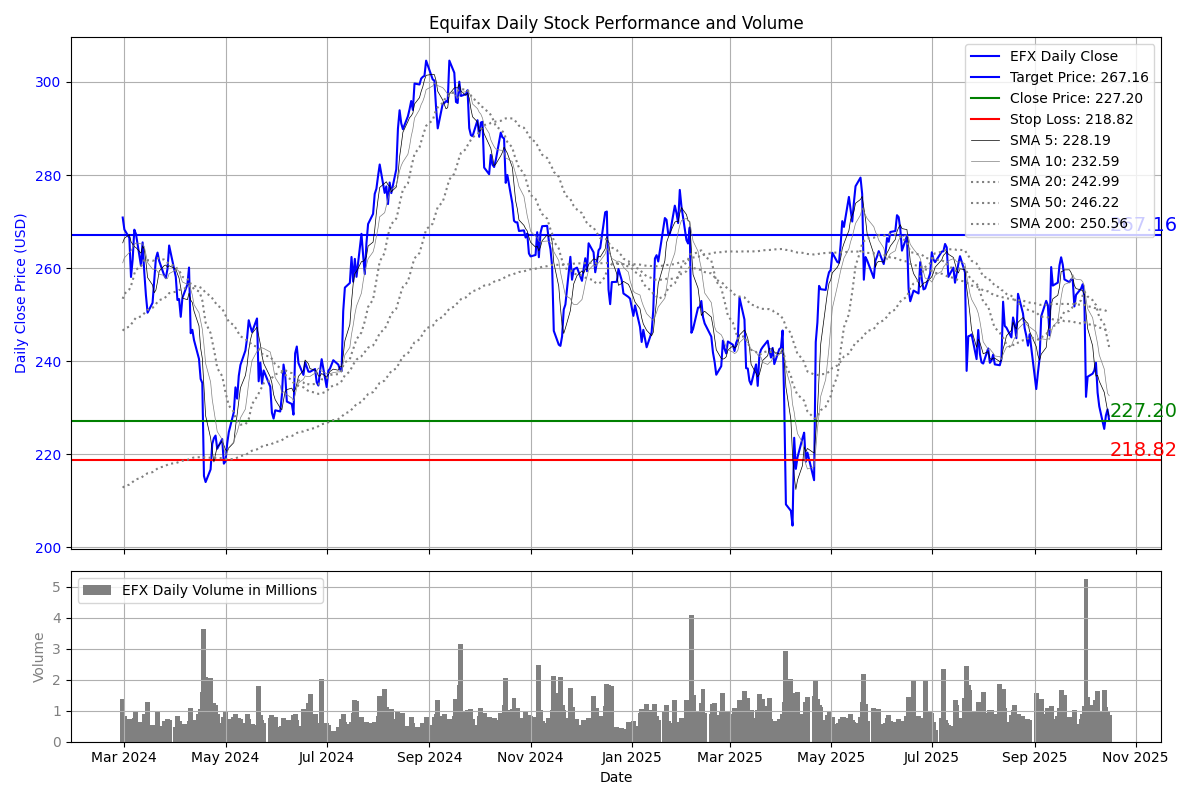 Equifax Daily Stock Performance and Volume
Daily Close Price (USD)
300
280
260
240
220
200
EFX Daily Close
Target Price: 267.16
Close Price: 227.20
Stop Loss: 218.82
SMA 5: 228.19
SMA 10: 232.59
SMA 20: 242.99
SMA 50: 246.22
SMA 200: 250.56
267.16
227.20
218.82
EFX Daily Volume in Millions
Volume
5
4
3
2
1
0
Mar 2024 May 2024 Jul 2024 Sep 2024 Nov 2024 Jan 2025 Mar 2025 May 2025 Jul 2025 Sep 2025 Nov 2025
Date